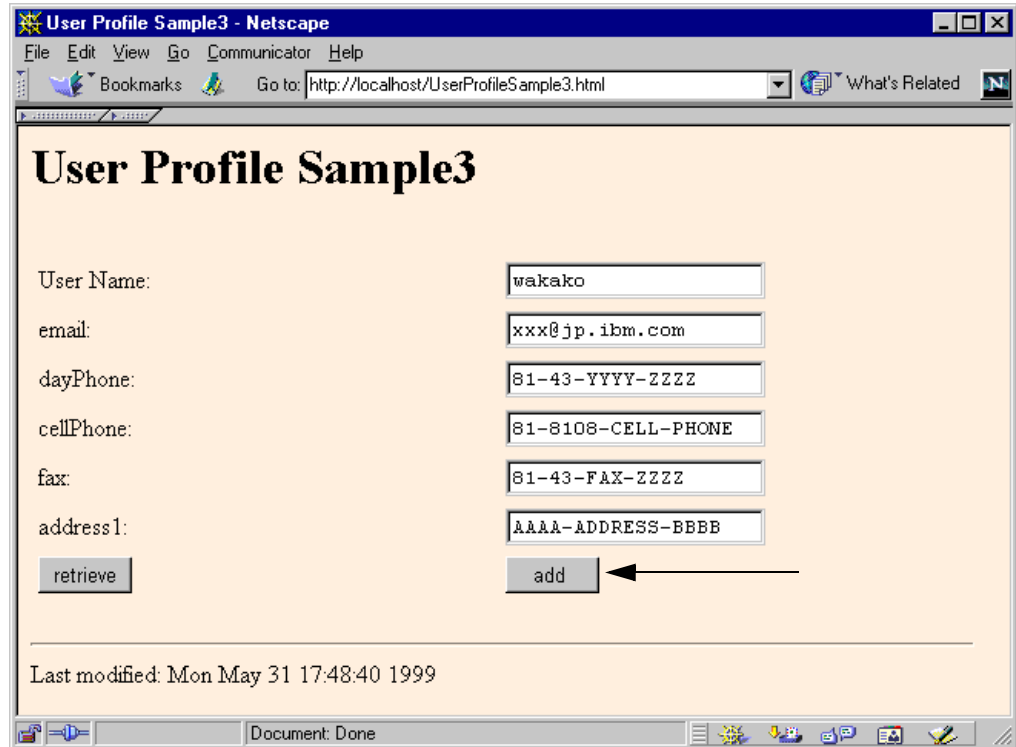 User Profile Sample3 - Netscape
File Edit View Go Communicator Help
Bookmarks Go to: http://localhost/UserProfileSample3.html What's Related N
User Profile Sample3
User Name: wakako
email: xxx@jp.ibm.com
dayPhone: 81-43-YYYY-ZZZZ
cellPhone: 81-8108-CELL-PHONE
fax: 81-43-FAX-ZZZZ
address1: AAAA-ADDRESS-BBBB
retrieve add
Last modified: Mon May 31 17:48:40 1999
Document: Done